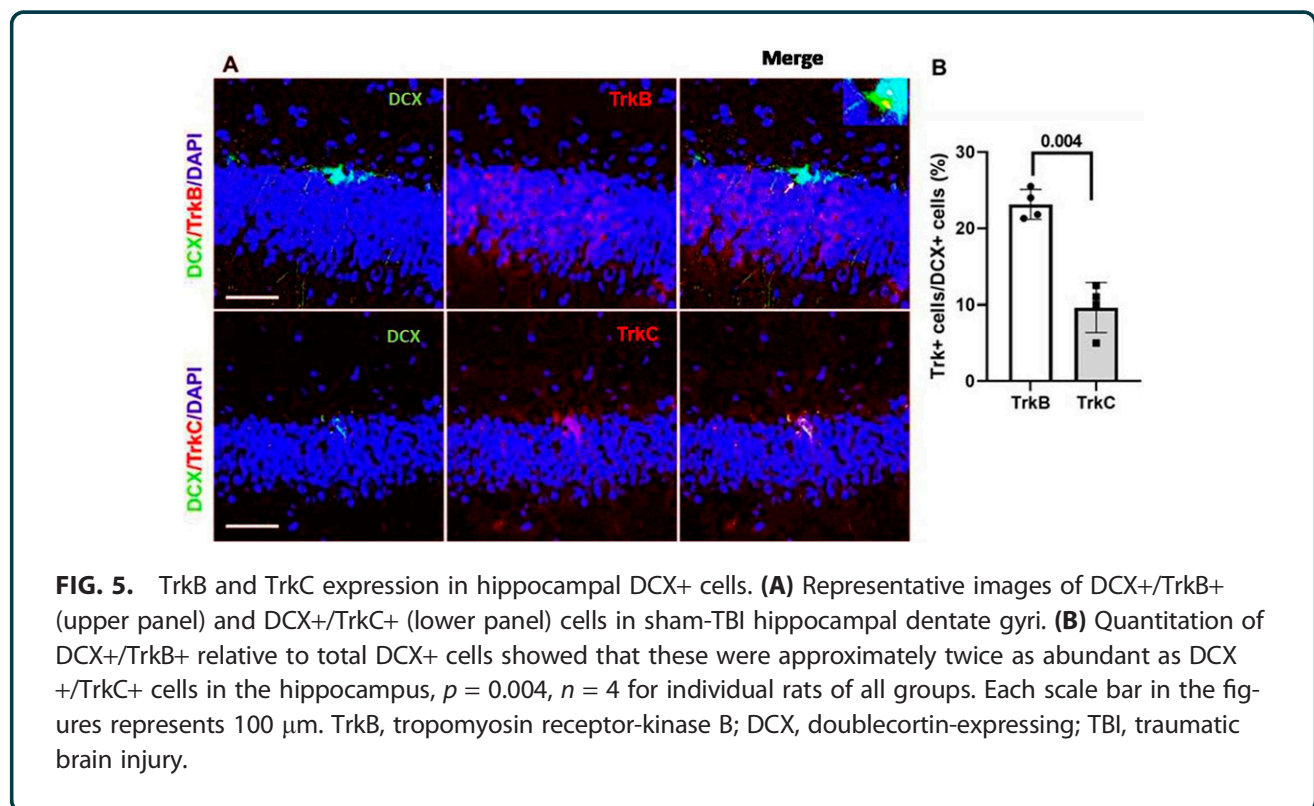 A
Merge
B
DCX
TrkB
DCX/TrkB/DAPI
DCX
TrkC
DCX/TrkC/DAPI
0.004
Trk+ cells/DCX+ cells (%)
30
20
10
0
TrkB TrkC
FIG. 5. TrkB and TrkC expression in hippocampal DCX+ cells. (A) Representative images of DCX+/TrkB+
(upper panel) and DCX+/TrkC+ (lower panel) cells in sham-TBI hippocampal dentate gyri. (B) Quantitation of
DCX+/TrkB+ relative to total DCX+ cells showed that these were approximately twice as abundant as DCX
+/TrkC+ cells in the hippocampus, p = 0.004, n = 4 for individual rats of all groups. Each scale bar in the fig-
ures represents 100 μm. TrkB, tropomyosin receptor-kinase B; DCX, doublecortin-expressing; TBI, traumatic
brain injury.